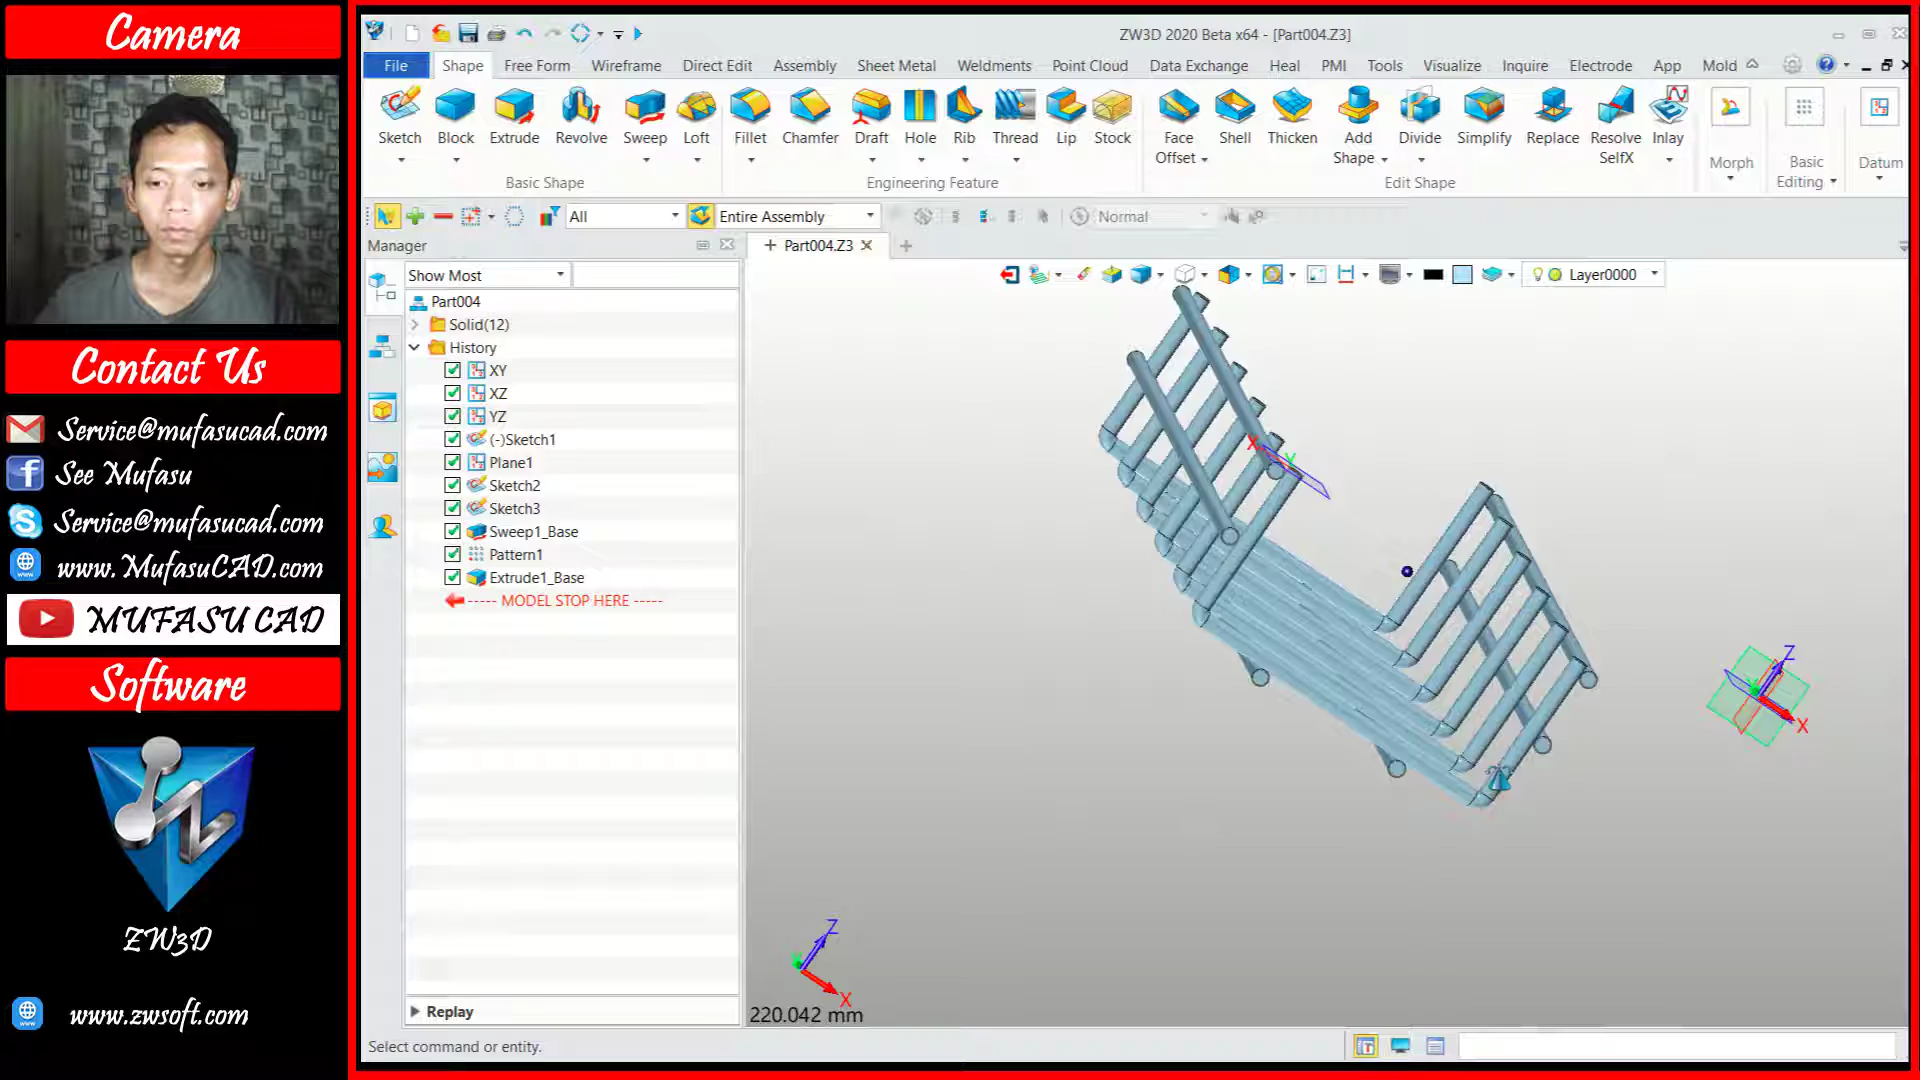 Camera
Contact Us
Service@mufasucad.com
See Mufasu
Service@mufasucad.com
www.MufasuCAD.com
MUFASU CAD
Software
ZW3D
www.zwsoft.com
ZW3D 2020 Beta x64 - [Part004.Z3]
File Shape Free Form Wireframe Direct Edit Assembly Sheet Metal Weldments Point Cloud Data Exchange Heal PMI Tools Visualize Inquire Electrode App Mold
Sketch Block Extrude Revolve Sweep Loft Fillet Chamfer Draft Hole Rib Thread Lip Stock Face Offset Shell Thicken Add Shape Divide Simplify Replace Resolve SelfX Inlay Morph Basic Editing Datum
Basic Shape Engineering Feature Edit Shape
All Entire Assembly Normal
Manager Part004.Z3
Show Most Layer0000
Part004
Solid(12)
History
XY
XZ
YZ
(-)Sketch1
Plane1
Sketch2
Sketch3
Sweep1_Base
Pattern1
Extrude1_Base
----- MODEL STOP HERE -----
X Y
Z
X
Z
X
220.042 mm
Replay
Select command or entity.